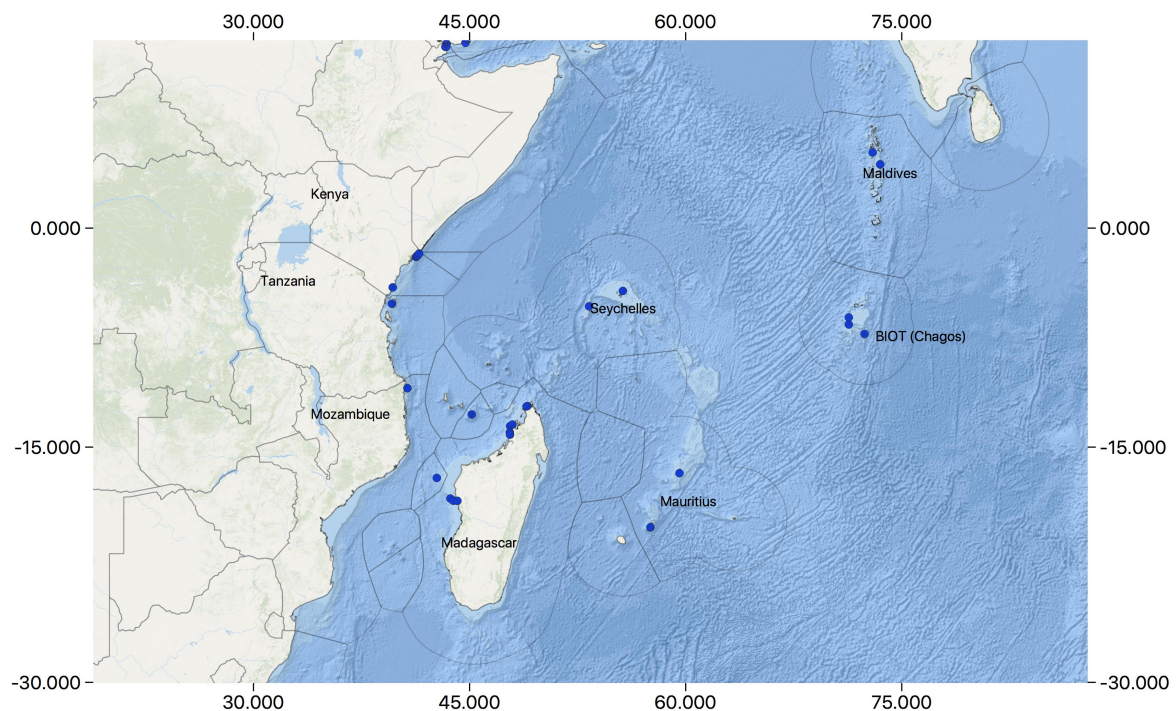 30.000 45.000 60.000 75.000
Maldives
Kenya
0.000 0.000
Tanzania
Seychelles
BIOT (Chagos)
Mozambique
-15.000 -15.000
Mauritius
Madagascar
-30.000 -30.000
30.000 45.000 60.000 75.000